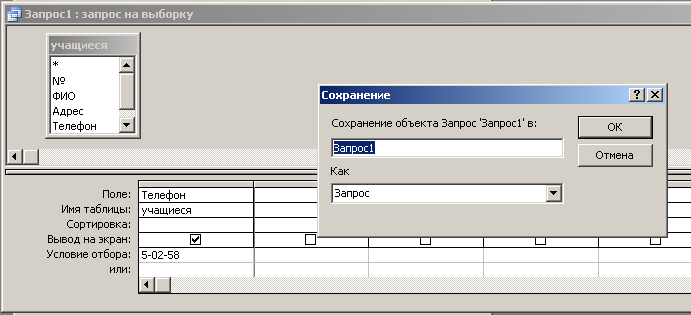 Запрос1 : запрос на выборку
учащиеся
*
№
ФИО
Адрес
Телефон
Сохранение
Сохранение объекта Запрос 'Запрос1' в:
Запрос1
Как
Запрос
ОК
Отмена
Поле: Телефон
Имя таблицы: учащиеся
Сортировка:
Вывод на экран:
Условие отбора: 5-02-58
или: